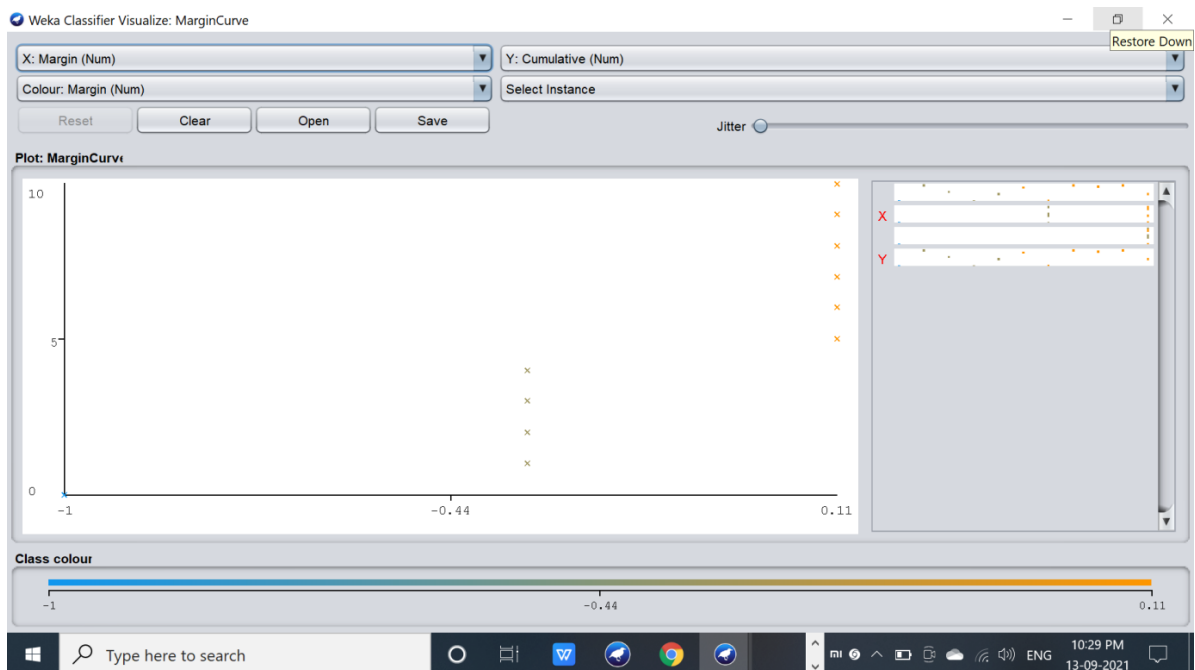 Weka Classifier Visualize: MarginCurve
Restore Down
X: Margin (Num)
Y: Cumulative (Num)
Colour: Margin (Num)
Select Instance
Reset
Clear
Open
Save
Jitter
Plot: MarginCurve
10
5
0
-1
-0.44
0.11
X
Y
Class colour
-1
-0.44
0.11
Type here to search
W
mi
ENG
10:29 PM
13-09-2021